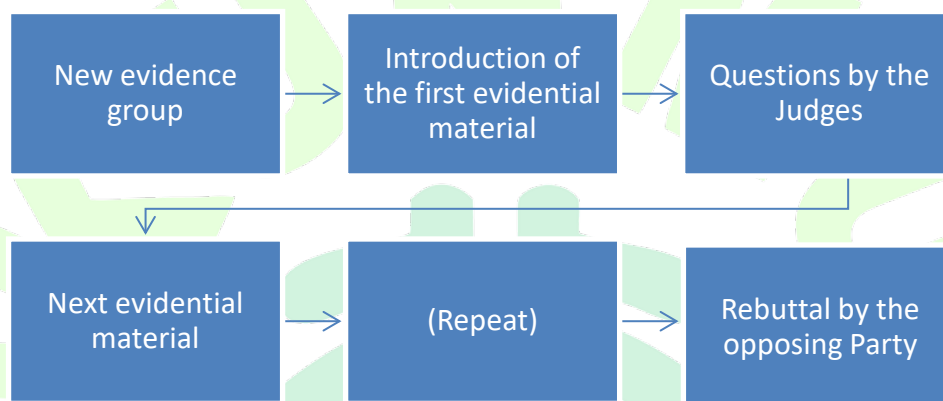 New evidence
group
Introduction of
the first evidential
material
Questions by the
Judges
Next evidential
material
(Repeat)
Rebuttal by the
opposing Party